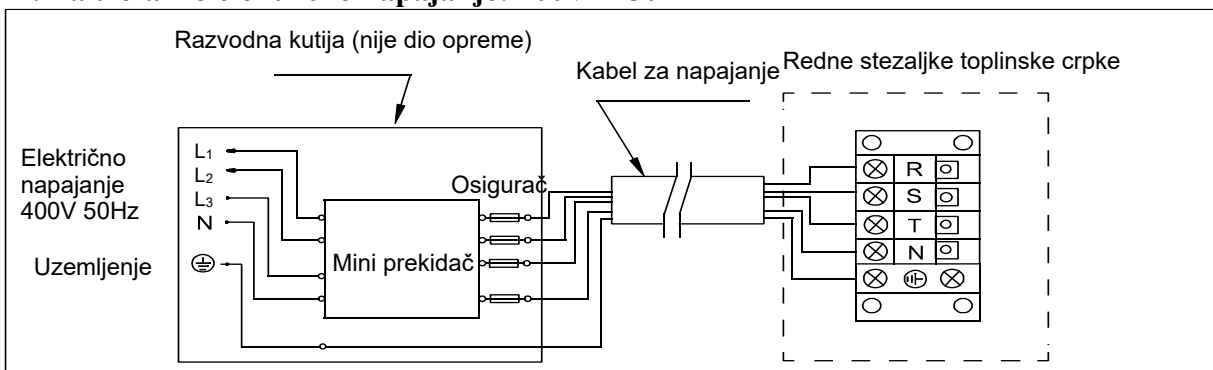 Razvodna kutija (nije dio opreme)
Kabel za napajanje
Redne stezaljke toplinske crpke
Električno
napajanje
400V 50Hz
Uzemljenje
L1
L2
L3
N
Mini prekidač
Osigurač
R
S
T
N